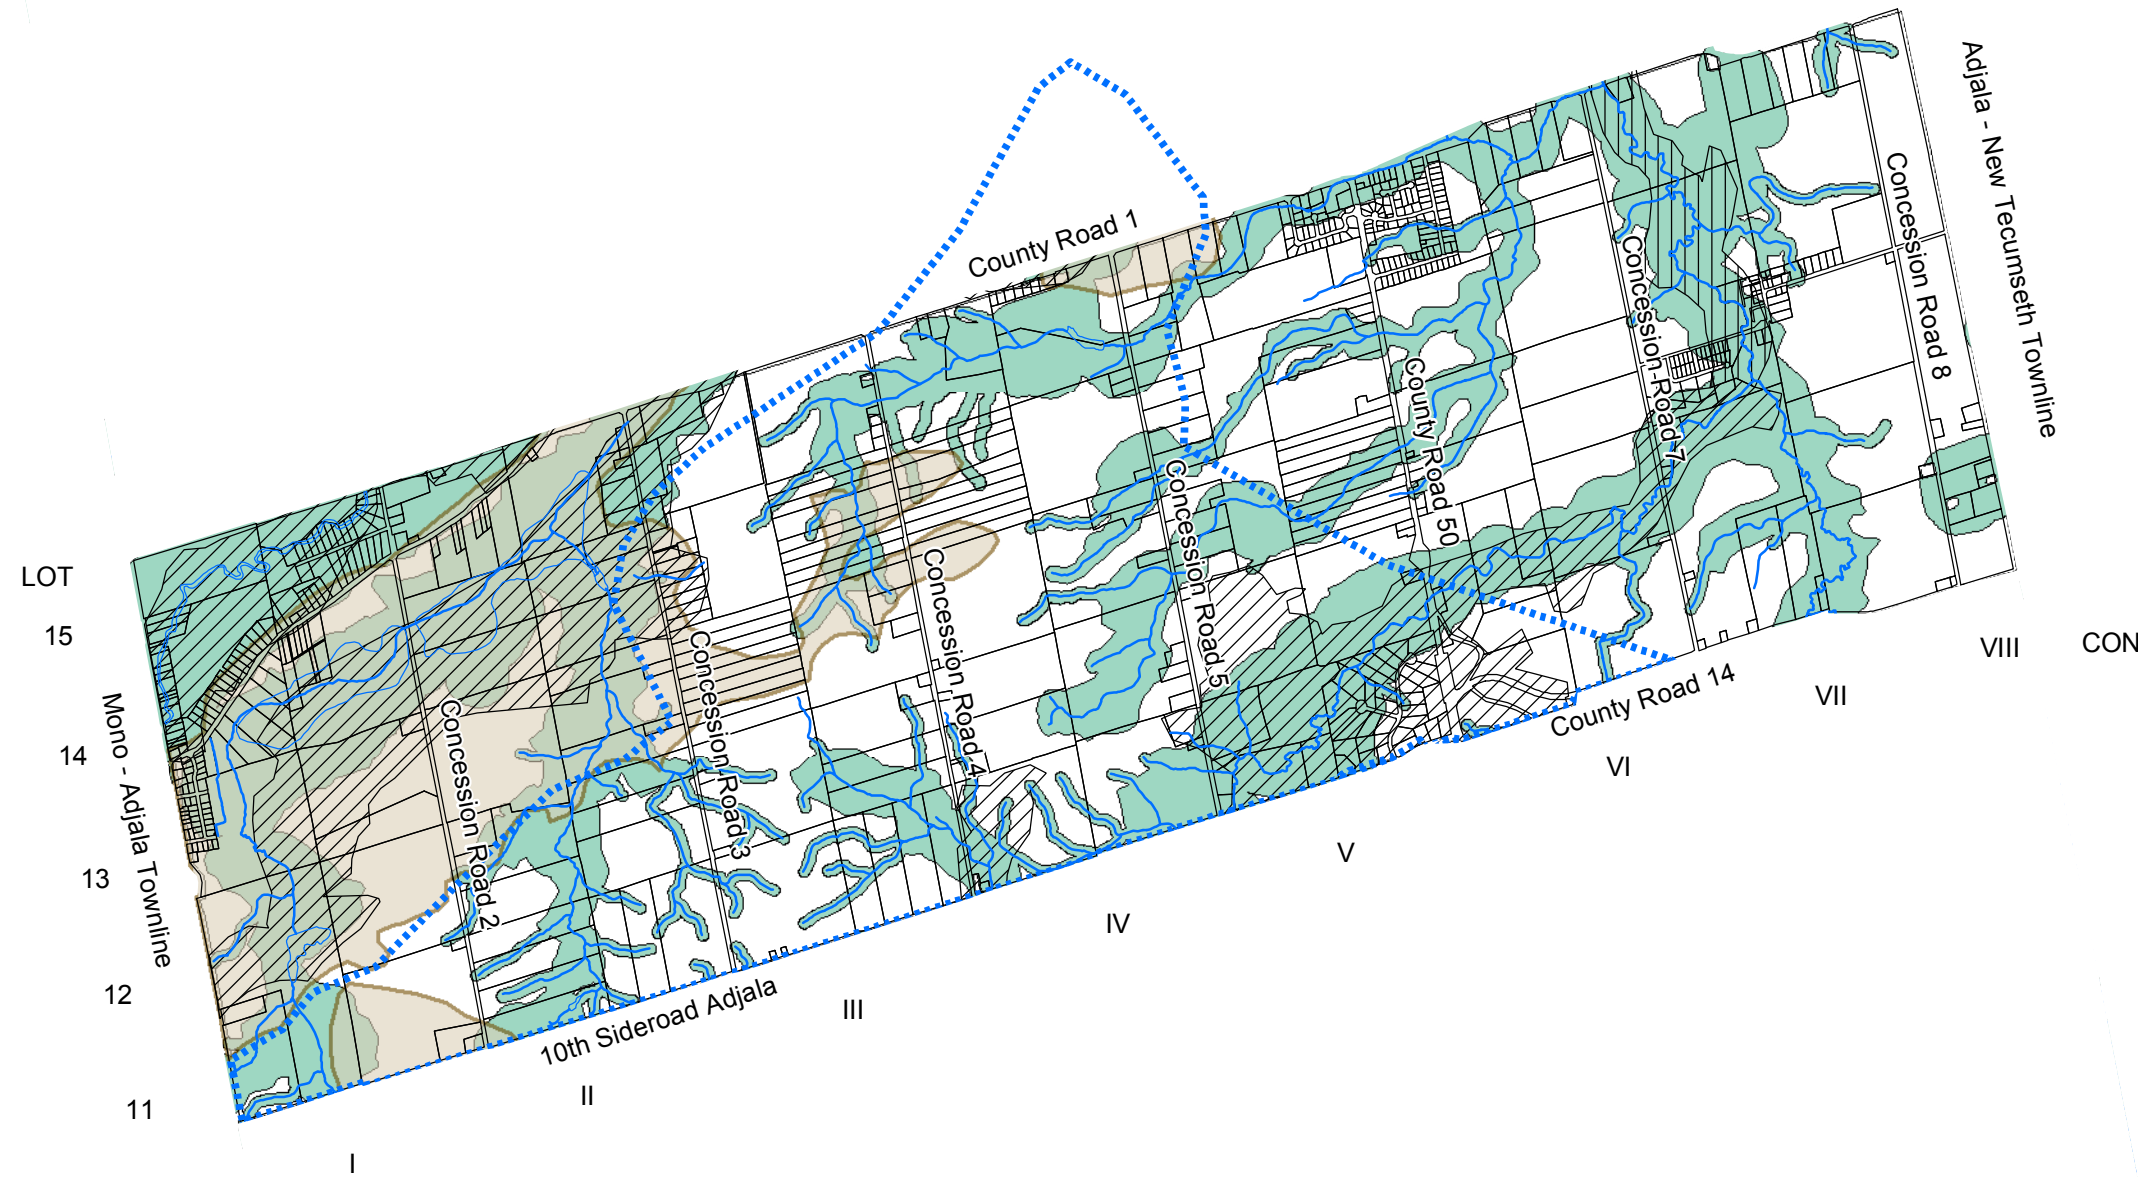 Adjala - New Tecumseth Townline
County Road 1
Concession Road 8
Concession Road 7
County Road 50
Concession Road 5
Concession Road 4
Concession Road 3
Concession Road 2
Mono - Adjala Townline
LOT
15
14
13
12
11
10th Sideroad Adjala
County Road 14
I
II
III
IV
V
VI
VII
VIII
CON